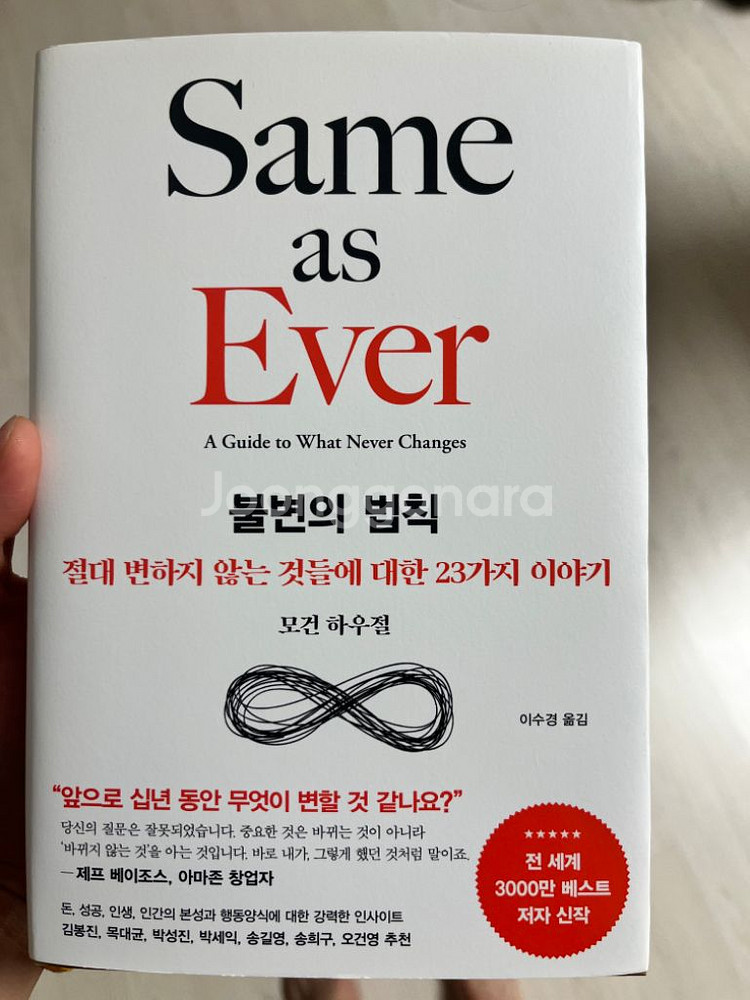 Same
as
Ever
A Guide to What Never Changes
Joonggonara
불변의 법칙
절대 변하지 않는 것들에 대한 23가지 이야기
모건 하우절
이수경 옮김
“앞으로 십년 동안 무엇이 변할 것 같나요?”
당신의 질문은 잘못되었습니다. 중요한 것은 바뀌는 것이 아니라
‘바뀌지 않는 것’을 아는 것입니다. 바로 내가, 그렇게 했던 것처럼 말이죠.
— 제프 베이조스, 아마존 창업자
돈, 성공, 인생, 인간의 본성과 행동양식에 대한 강력한 인사이트
김봉진, 목대균, 박성진, 박세익, 송길영, 송희구, 오건영 추천
★★★★★
전 세계
3000만 베스트
저자 신작